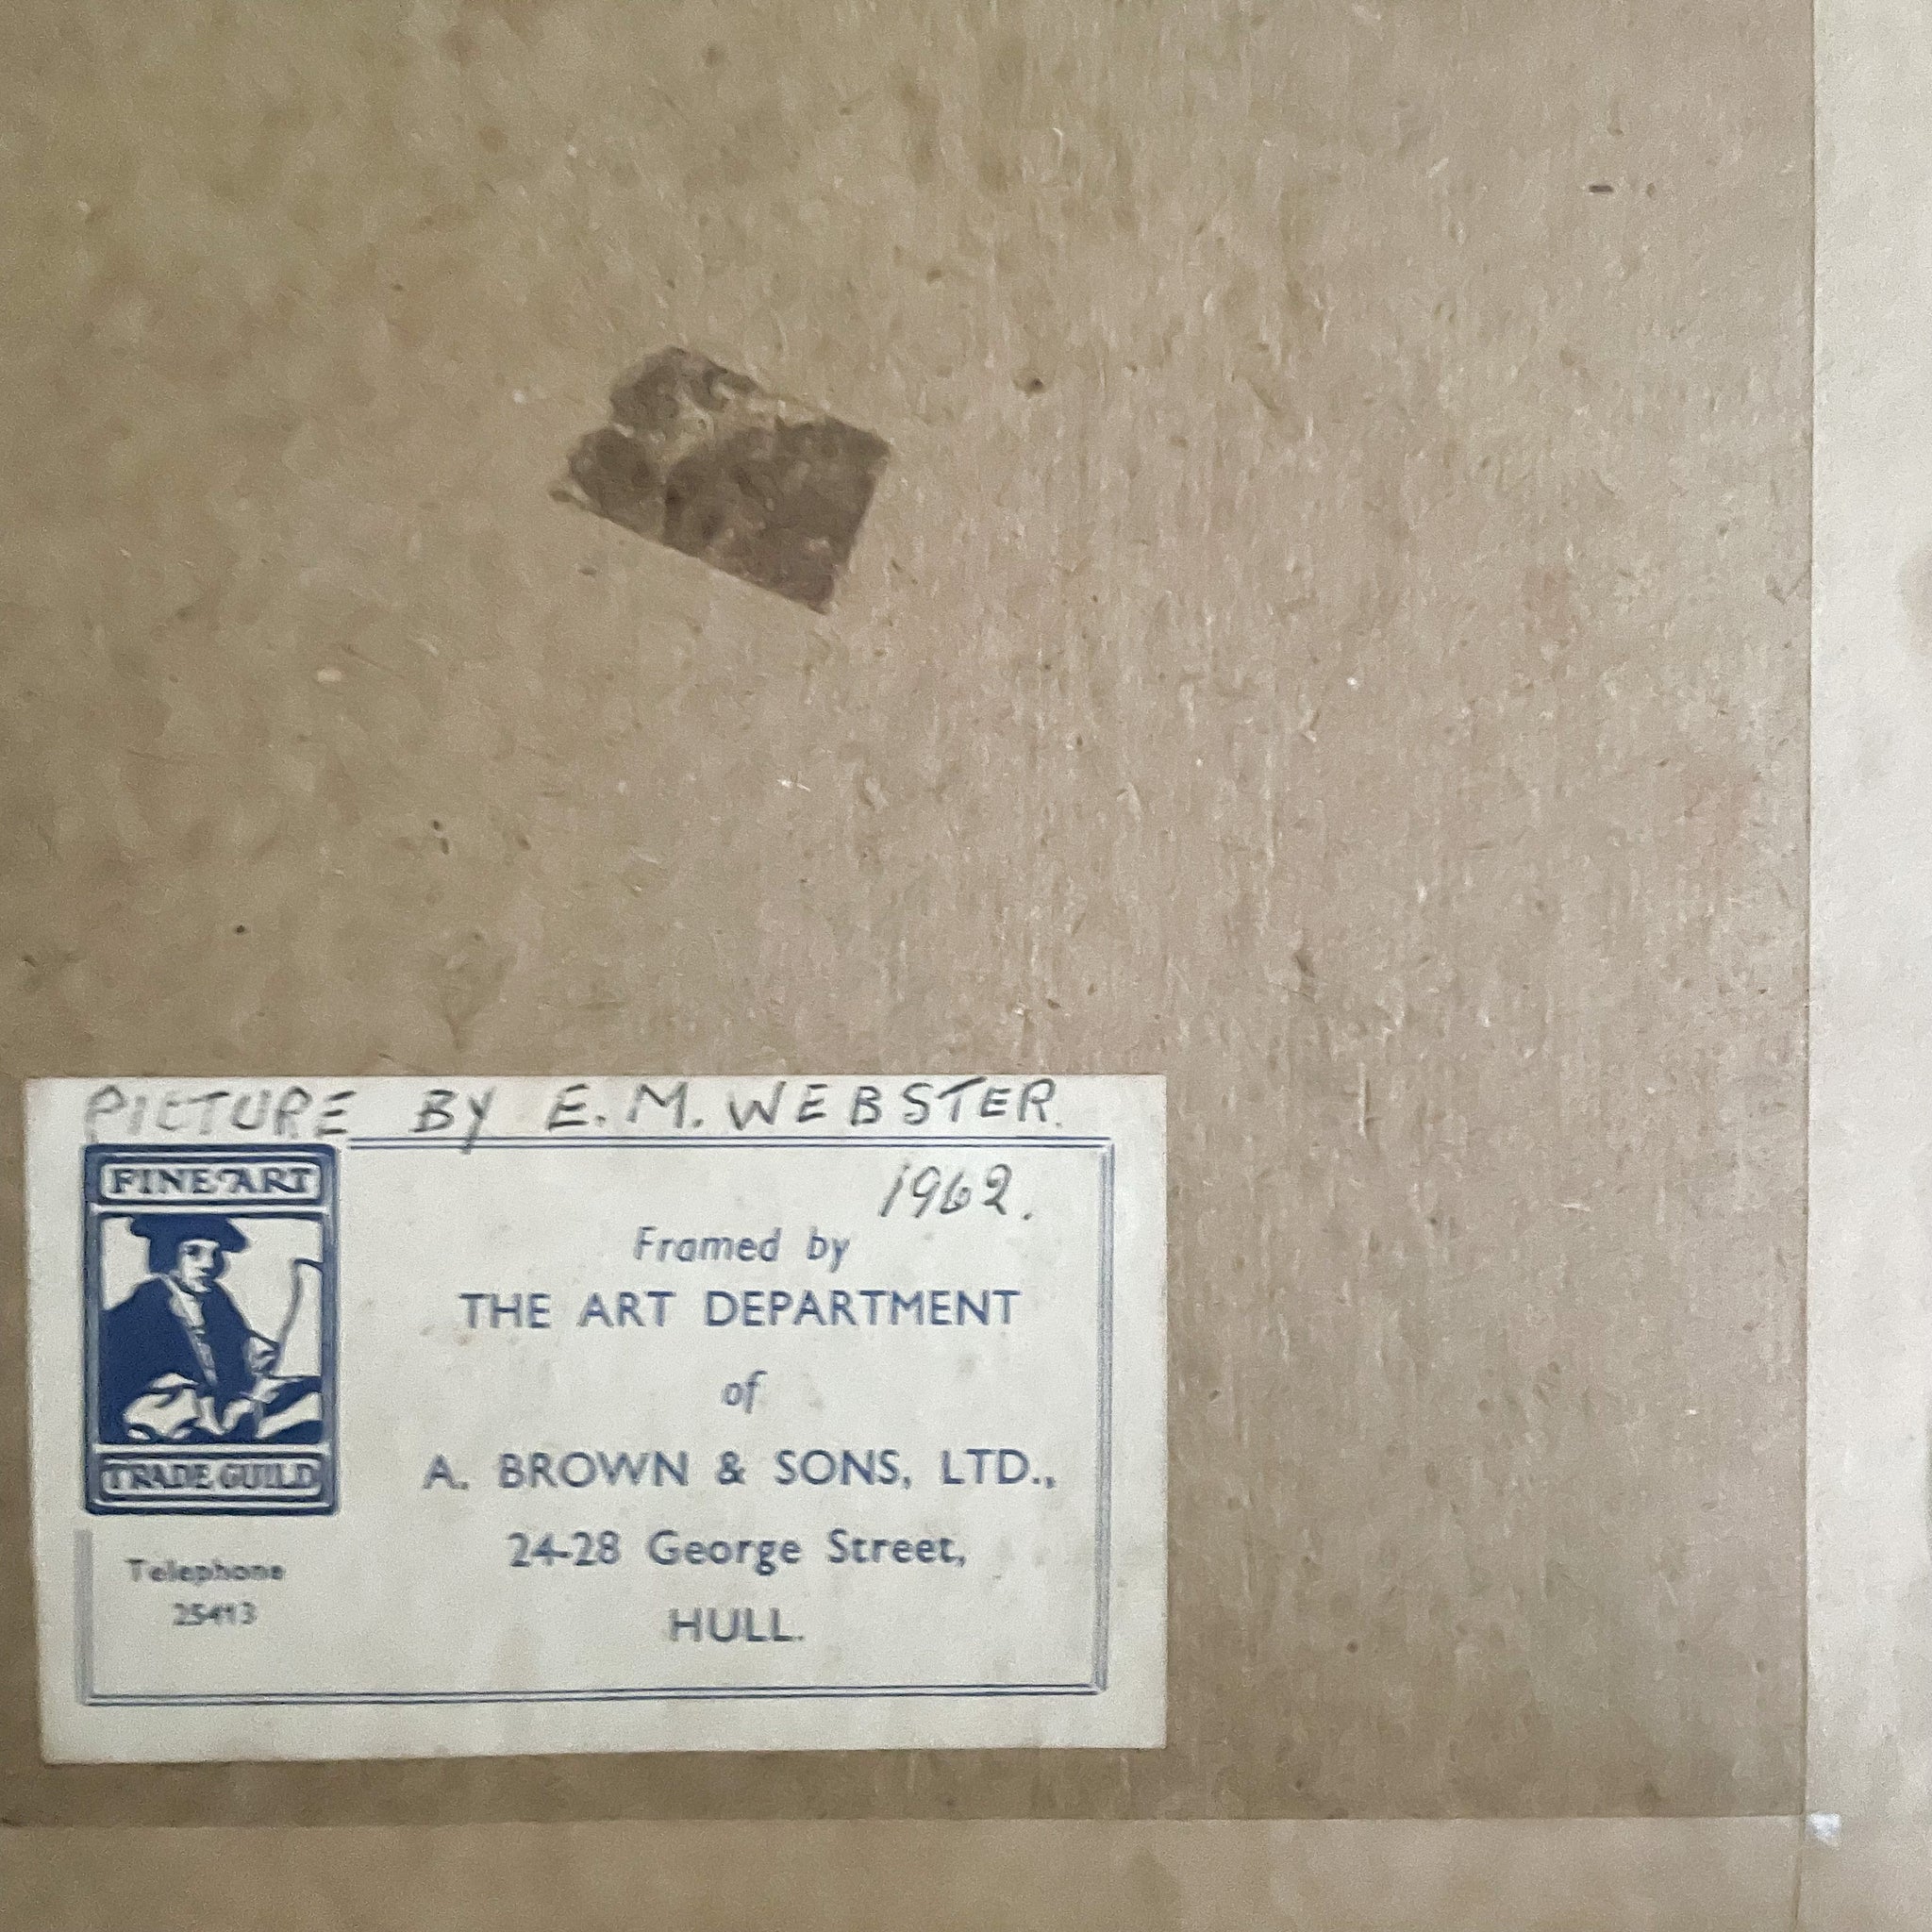 PICTURE BY E. M. WEBSTER.
1962.
FINE ART
TRADE GUILD
Telephone
25413
Framed by
THE ART DEPARTMENT
of
A. BROWN & SONS, LTD.,
24-28 George Street,
HULL.